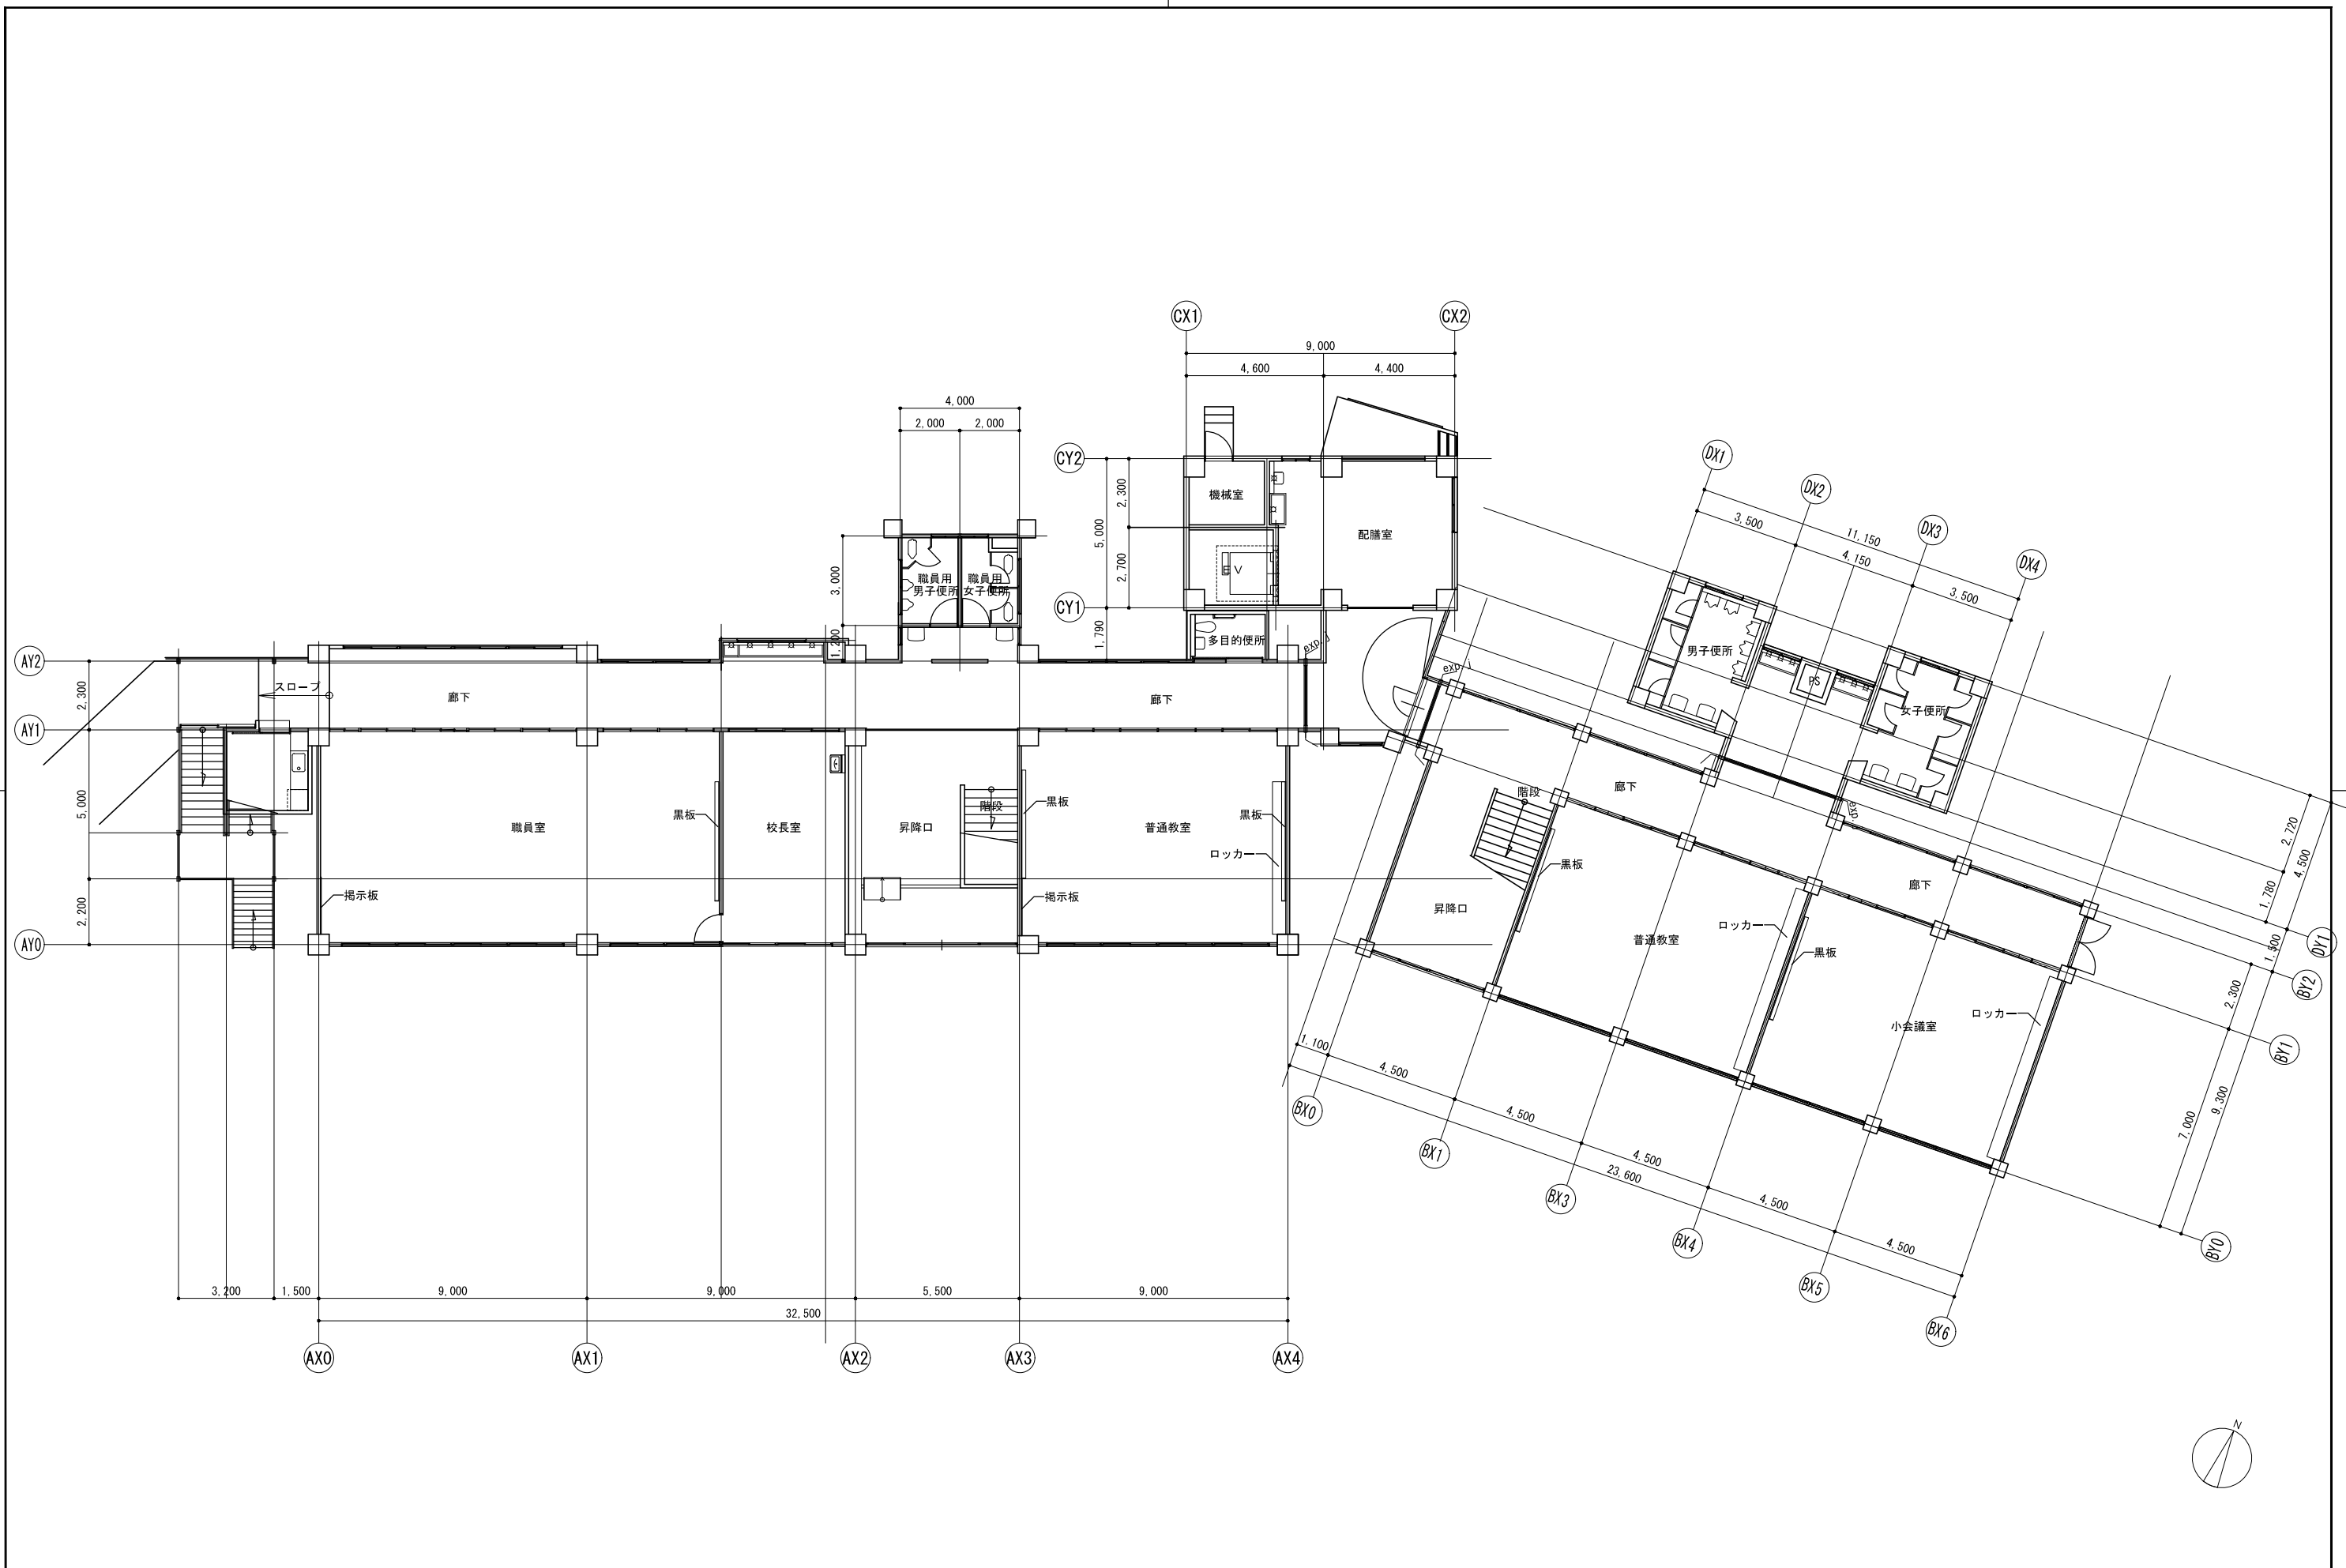 CX1
CX2
9,000
4,600
4,400
4,000
2,000
2,000
CY2
2,300
5,000
2,700
CY1
1,790
機械室
配膳室
EV
多目的便所
exp.j
exp.j
職員用
男子便所
職員用
女子便所
3,000
1,200
DX1
DX2
DX3
DX4
11,150
3,500
4,150
3,500
男子便所
PS
女子便所
exp.j
AY2
2,300
AY1
5,000
2,200
AY0
スロープ
廊下
廊下
職員室
黒板
校長室
昇降口
階段
黒板
普通教室
黒板
ロッカー
掲示板
掲示板
階段
廊下
黒板
昇降口
普通教室
ロッカー
黒板
廊下
小会議室
ロッカー
2,720
4,500
1,780
1,500
2,300
7,000
9,300
DY1
BY2
BY1
BY0
1,100
4,500
4,500
4,500
4,500
4,500
23,600
BX0
BX1
BX3
BX4
BX5
BX6
3,200
1,500
9,000
9,000
5,500
9,000
32,500
AX0
AX1
AX2
AX3
AX4
N